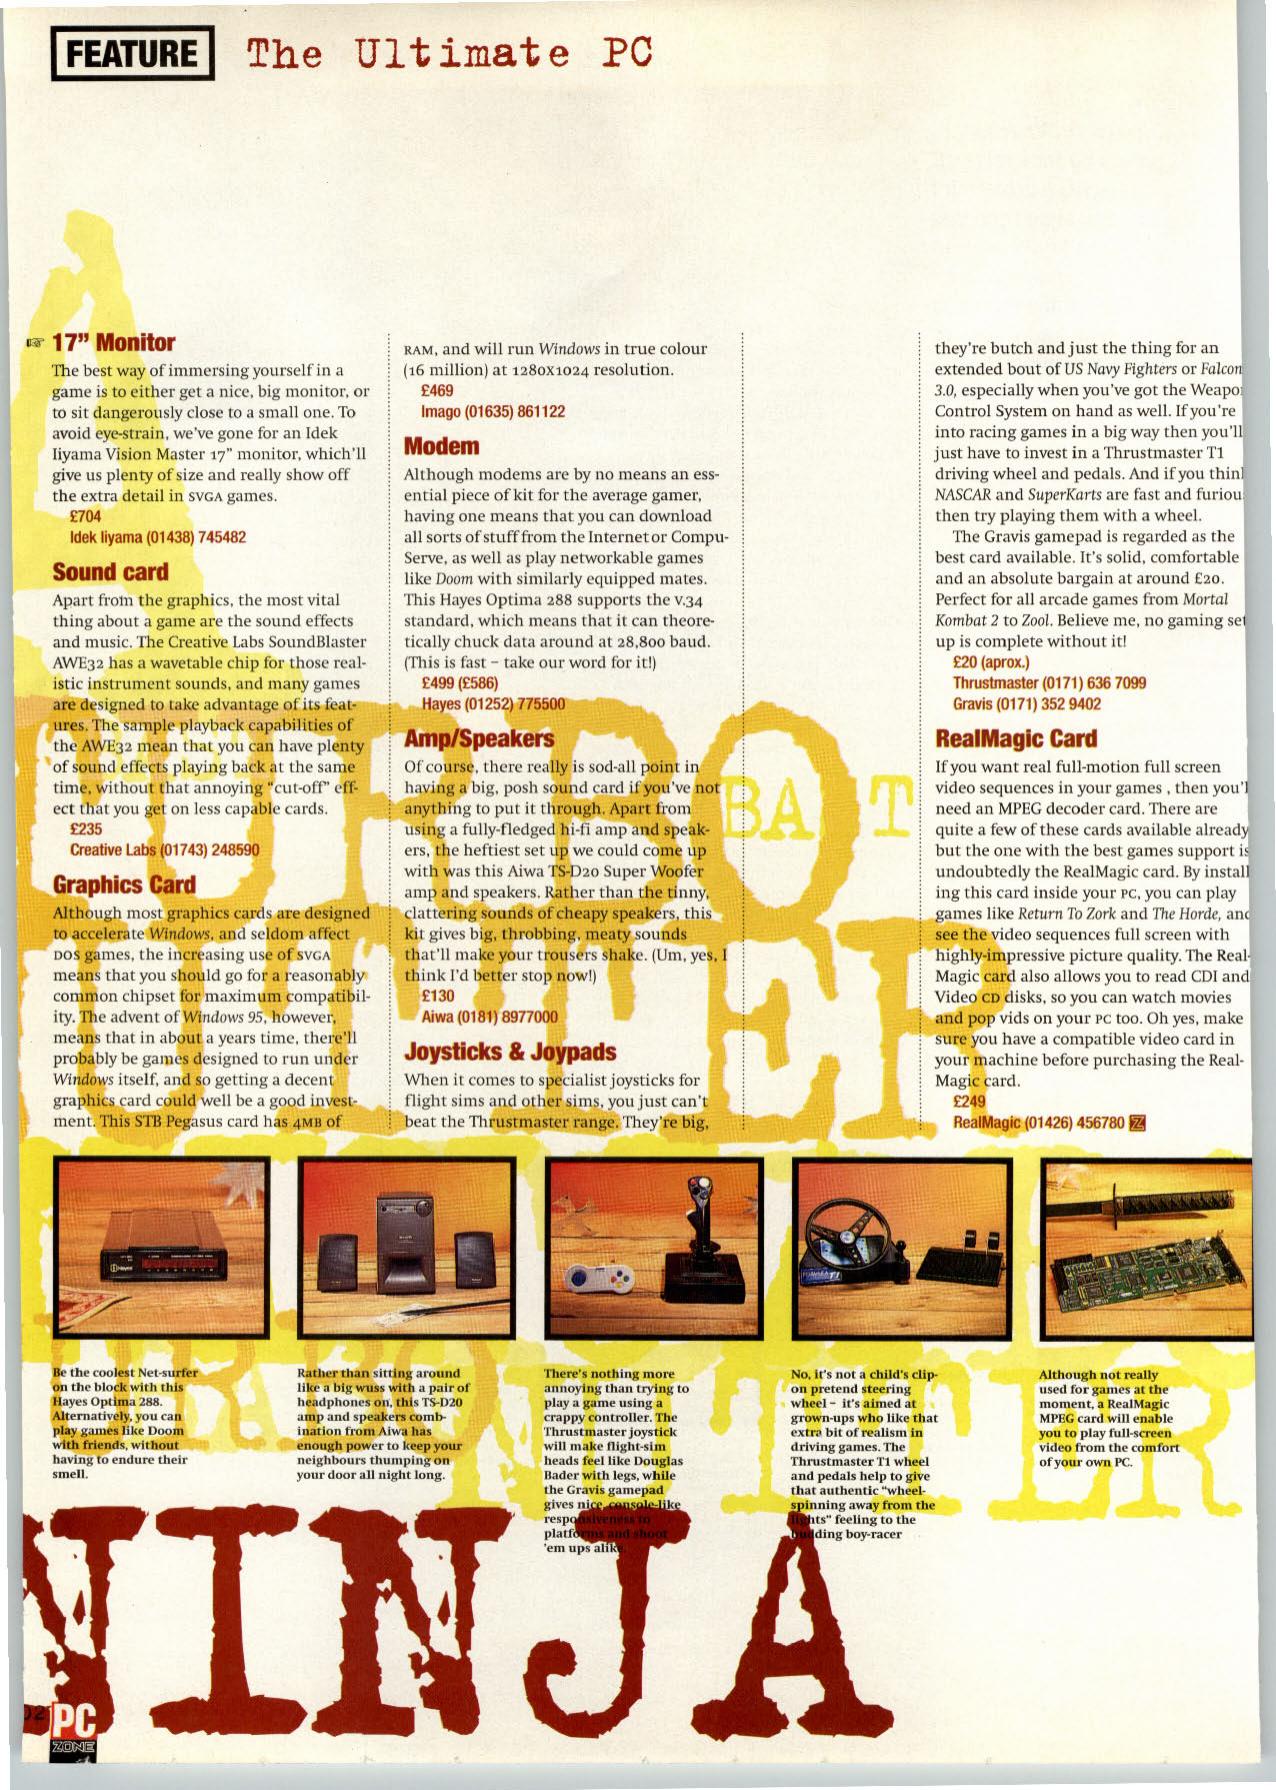 FEATURE The Ultimate PC
17" Monitor
The best way of immersing yourself in a
game is to either get a nice, big monitor, or
to sit dangerously close to a small one. To
avoid eye-strain, we've gone for an Idek
Iiyama Vision Master 17" monitor, which'll
give us plenty of size and really show off
the extra detail in SVGA games.
£704
Idek Iiyama (01438) 745482
Sound card
Apart from the graphics, the most vital
thing about a game are the sound effects
and music. The Creative Labs SoundBlaster
AWE32 has a wavetable chip for those real-
istic instrument sounds, and many games
are designed to take advantage of its feat-
ures. The sample playback capabilities of
the AWE32 mean that you can have plenty
of sound effects playing back at the same
time, without that annoying "cut-off" eff-
ect that you get on less capable cards.
£235
Creative Labs (01743) 248590
Graphics Card
Although most graphics cards are designed
to accelerate Windows, and seldom affect
DOS games, the increasing use of SVGA
means that you should go for a reasonably
common chipset for maximum compatibil-
ity. The advent of Windows 95, however,
means that in about a years time, there'll
probably be games designed to run under
Windows itself, and so getting a decent
graphics card could well be a good invest-
ment. This STB Pegasus card has 4MB of
RAM, and will run Windows in true colour
(16 million) at 1280x1024 resolution.
£469
Imago (01635) 861122
Modem
Although modems are by no means an ess-
ential piece of kit for the average gamer,
having one means that you can download
all sorts of stuff from the Internet or Compu-
Serve, as well as play networkable games
like Doom with similarly equipped mates.
This Hayes Optima 288 supports the V.34
standard, which means that it can theore-
tically chuck data around at 28,800 baud.
(This is fast – take our word for it!)
£499 (£586)
Hayes (01252) 775500
Amp/Speakers
Of course, there really is sod-all point in
having a big, posh sound card if you've not
anything to put it through. Apart from
using a fully-fledged hi-fi amp and speak-
ers, the heftiest set up we could come up
with was this Aiwa TS-D20 Super Woofer
amp and speakers. Rather than the tinny,
clattering sounds of cheapy speakers, this
kit gives big, throbbing, meaty sounds
that'll make your trousers shake. (Um, yes, I
think I'd better stop now!)
£130
Aiwa (0181) 8977000
Joysticks & Joypads
When it comes to specialist joysticks for
flight sims and other sims, you just can't
beat the Thrustmaster range. They're big,
they're butch and just the thing for an
extended bout of US Navy Fighters or Falcon
3.0, especially when you've got the Weapo
Control System on hand as well. If you're
into racing games in a big way then you'll
just have to invest in a Thrustmaster T1
driving wheel and pedals. And if you thin
NASCAR and SuperKarts are fast and furiou
then try playing them with a wheel.
The Gravis gamepad is regarded as the
best card available. It's solid, comfortable
and an absolute bargain at around £20.
Perfect for all arcade games from Mortal
Kombat 2 to Zool. Believe me, no gaming set
up is complete without it!
£20 (aprox.)
Thrustmaster (0171) 636 7099
Gravis (0171) 352 9402
RealMagic Card
If you want real full-motion full screen
video sequences in your games , then you'l
need an MPEG decoder card. There are
quite a few of these cards available already
but the one with the best games support is
undoubtedly the RealMagic card. By install
ing this card inside your PC, you can play
games like Return To Zork and The Horde, and
see the video sequences full screen with
highly-impressive picture quality. The Real-
Magic card also allows you to read CDI and
Video CD disks, so you can watch movies
and pop vids on your PC too. Oh yes, make
sure you have a compatible video card in
your machine before purchasing the Real-
Magic card.
£249
RealMagic (01426) 456780 Z
BAT
Be the coolest Net-surfer
on the block with this
Hayes Optima 288.
Alternatively, you can
play games like Doom
with friends, without
having to endure their
smell.
Rather than sitting around
like a big wuss with a pair of
headphones on, this TS-D20
amp and speakers comb-
ination from Aiwa has
enough power to keep your
neighbours thumping on
your door all night long.
There's nothing more
annoying than trying to
play a game using a
crappy controller. The
Thrustmaster joystick
will make flight-sim
heads feel like Douglas
Bader with legs, while
the Gravis gamepad
gives nice, console-like
responsiveness to
platforms and shoot
'em ups alike.
No, it's not a child's clip-
on pretend steering
wheel – it's aimed at
grown-ups who like that
extra bit of realism in
driving games. The
Thrustmaster T1 wheel
and pedals help to give
that authentic "wheel-
spinning away from the
lights" feeling to the
budding boy-racer
Although not really
used for games at the
moment, a RealMagic
MPEG card will enable
you to play full-screen
video from the comfort
of your own PC.
NINJA
PC
ZONE